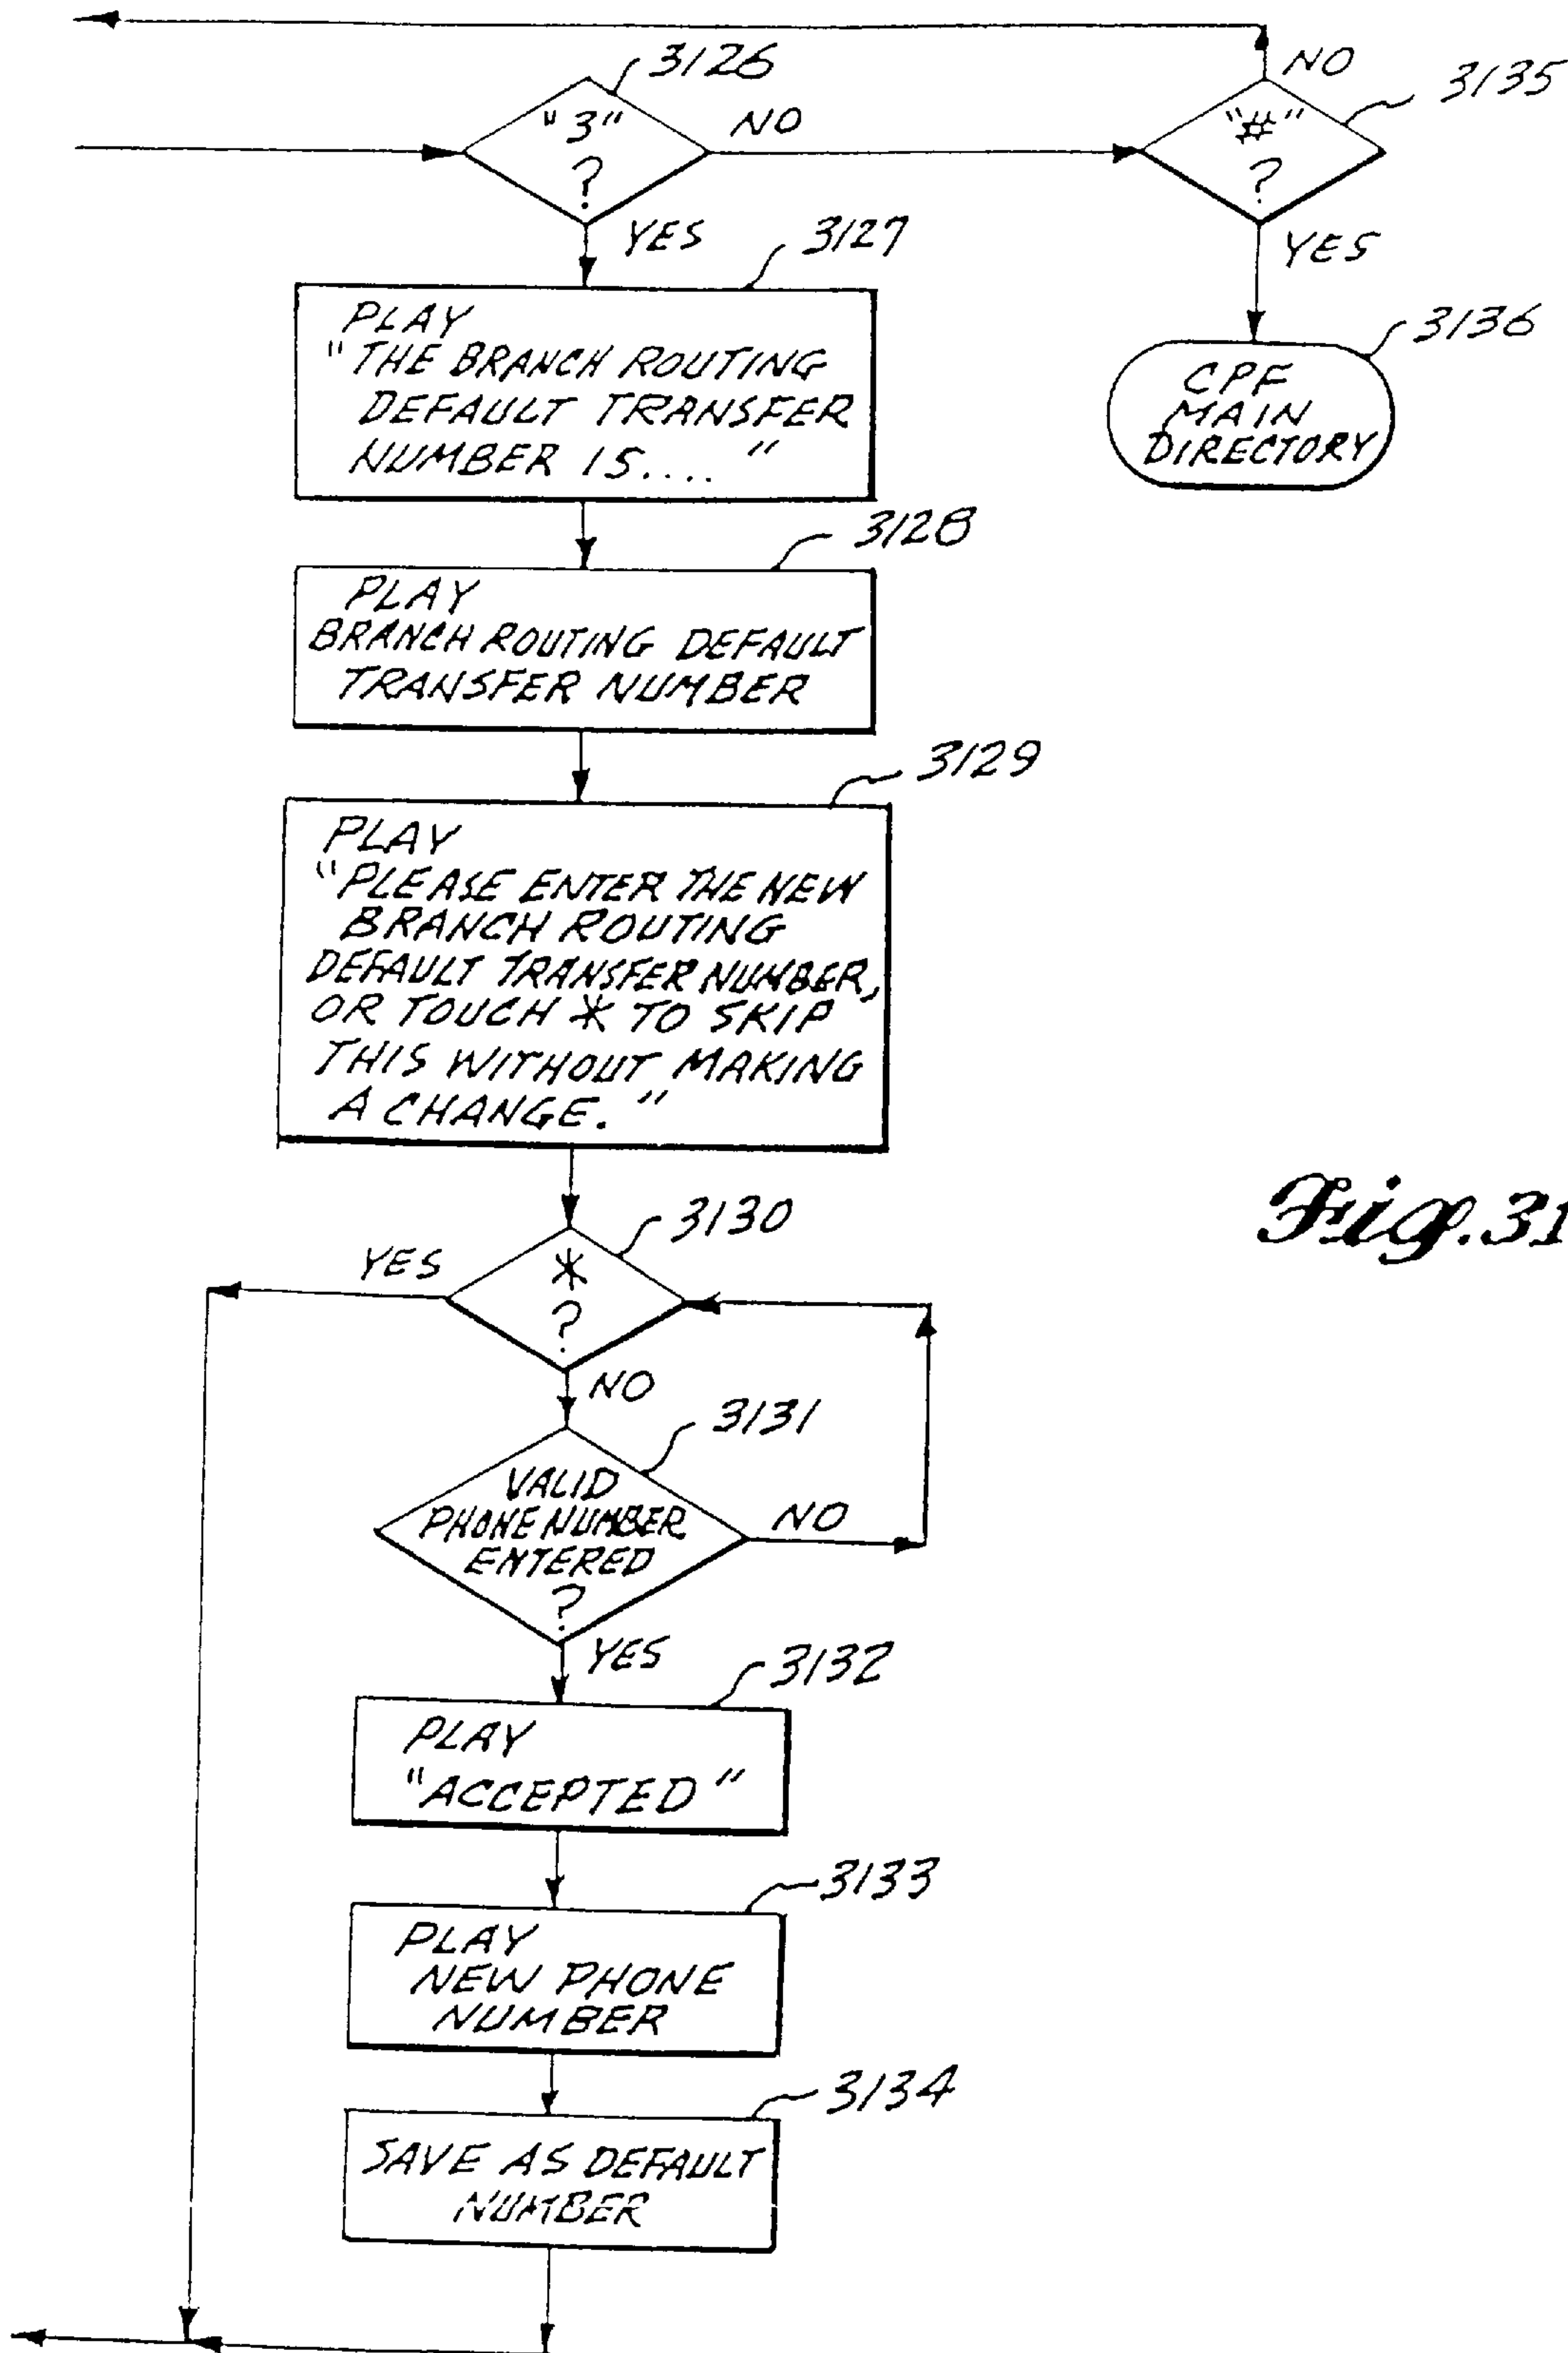 3126
"3"
?
NO
YES
NO
3135
"#"
?
YES
3136
CPF
MAIN
DIRECTORY
3127
PLAY
"THE BRANCH ROUTING
DEFAULT TRANSFER
NUMBER IS.... "
3128
PLAY
BRANCH ROUTING DEFAULT
TRANSFER NUMBER
3129
PLAY
"PLEASE ENTER THE NEW
BRANCH ROUTING
DEFAULT TRANSFER NUMBER,
OR TOUCH * TO SKIP
THIS WITHOUT MAKING
A CHANGE."
3130
YES
*
?
NO
Fig.31
3131
VALID
PHONE NUMBER
ENTERED
?
NO
YES
3132
PLAY
"ACCEPTED"
3133
PLAY
NEW PHONE
NUMBER
3134
SAVE AS DEFAULT
NUMBER